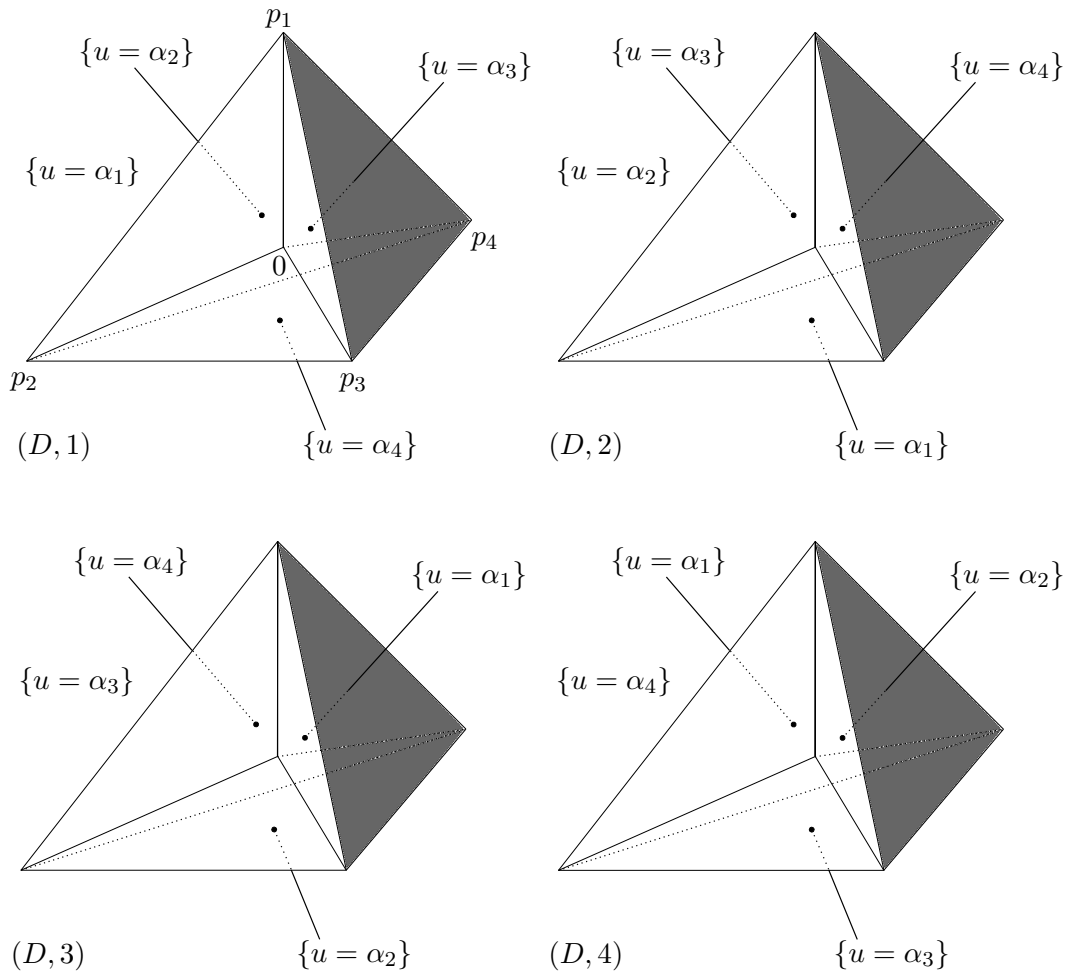 p₁
{u = α₂}
{u = α₃}
{u = α₁}
0
p₄
p₂
p₃
{u = α₄}
(D, 1)
{u = α₃}
{u = α₄}
{u = α₂}
{u = α₁}
(D, 2)
{u = α₄}
{u = α₁}
{u = α₃}
{u = α₂}
(D, 3)
{u = α₁}
{u = α₂}
{u = α₄}
{u = α₃}
(D, 4)